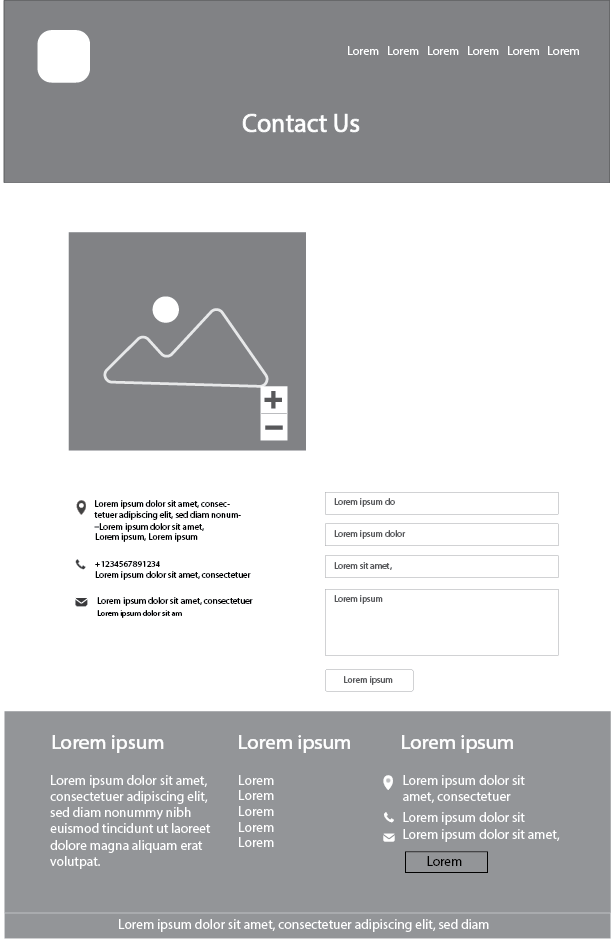 Lorem Lorem Lorem Lorem Lorem Lorem
Contact Us
+
−
Lorem ipsum dolor sit amet, consec-
tetuer adipiscing elit, sed diam nonum-
–Lorem ipsum dolor sit amet,
Lorem ipsum, Lorem ipsum
+1234567891234
Lorem ipsum dolor sit amet, consectetuer
Lorem ipsum dolor sit amet, consectetuer
Lorem ipsum dolor sit am
Lorem ipsum do
Lorem ipsum dolor
Lorem sit amet,
Lorem ipsum
Lorem ipsum
Lorem ipsum
Lorem ipsum dolor sit amet,
consectetuer adipiscing elit,
sed diam nonummy nibh
euismod tincidunt ut laoreet
dolore magna aliquam erat
volutpat.
Lorem ipsum
Lorem
Lorem
Lorem
Lorem
Lorem
Lorem ipsum
Lorem ipsum dolor sit
amet, consectetuer
Lorem ipsum dolor sit
Lorem ipsum dolor sit amet,
Lorem
Lorem ipsum dolor sit amet, consectetuer adipiscing elit, sed diam